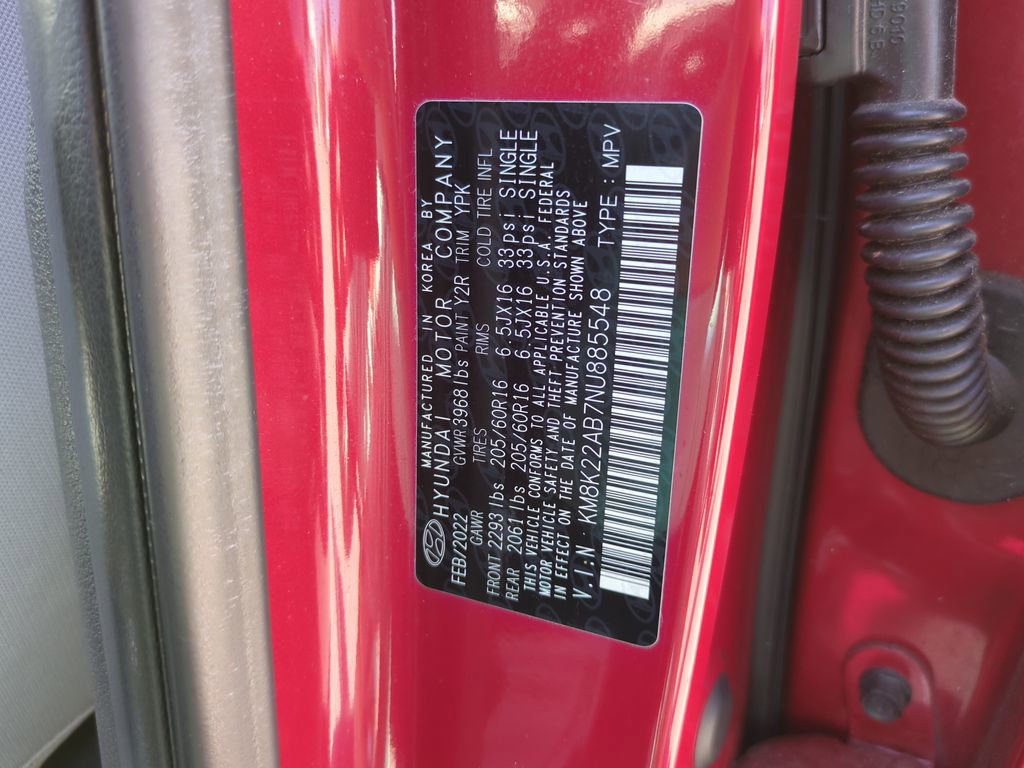 MANUFACTURED IN KOREA BY
HYUNDAI MOTOR COMPANY
FEB/2022 GVWR 3968 lbs PAINT Y2R TRIM YPK
GAWR TIRES RIMS COLD TIRE INFL
FRONT 2293 lbs 205/60R16 6.5JX16 33psi SINGLE
REAR 2061 lbs 205/60R16 6.5JX16 33psi SINGLE
THIS VEHICLE CONFORMS TO ALL APPLICABLE U.S.A. FEDERAL
MOTOR VEHICLE SAFETY AND THEFT PREVENTION STANDARDS
IN EFFECT ON THE DATE OF MANUFACTURE SHOWN ABOVE
V.I.N : KM8K22AB7NU885548 TYPE : MPV